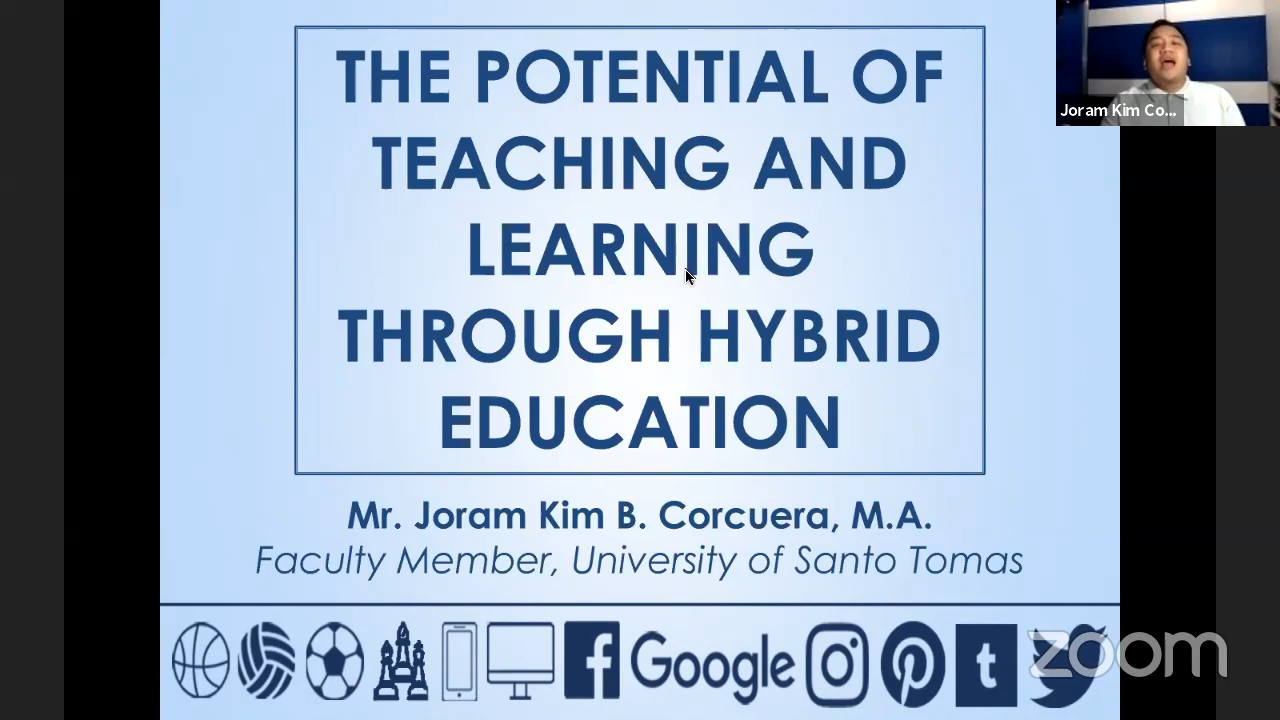 THE POTENTIAL OF
TEACHING AND
LEARNING
THROUGH HYBRID
EDUCATION
Mr. Joram Kim B. Corcuera, M.A.
Faculty Member, University of Santo Tomas
Joram Kim Co...
f
Google
t
zoom